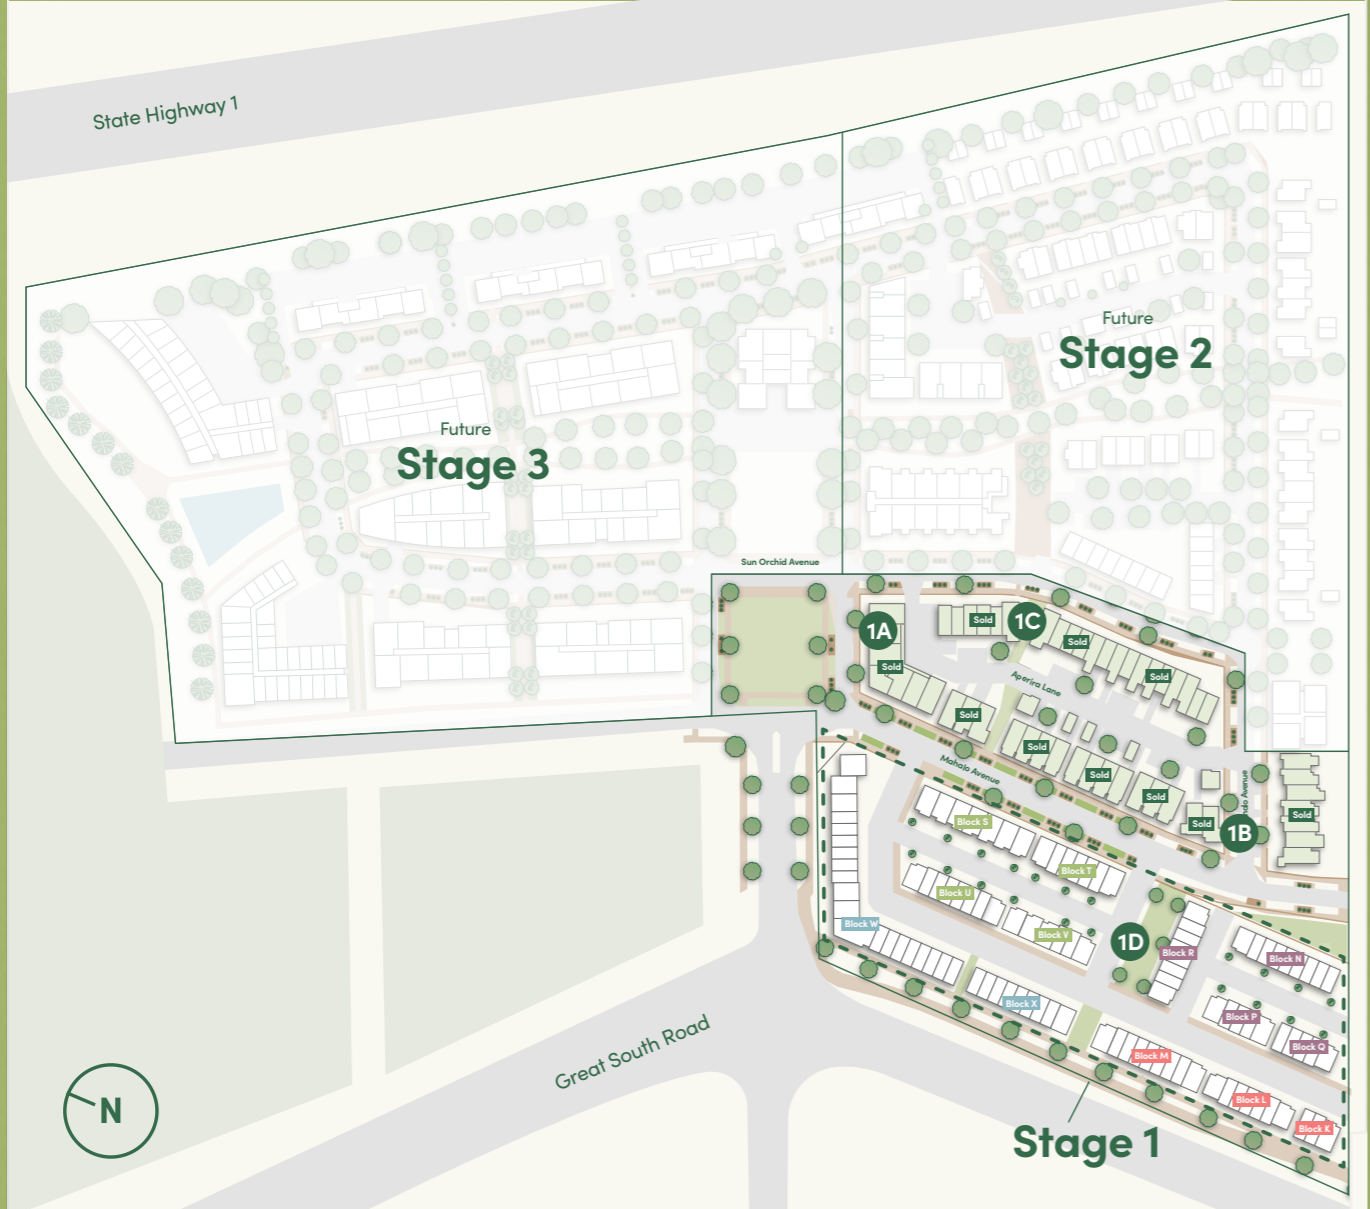 State Highway 1
Future
Stage 2
Future
Stage 3
Sun Orchid Avenue
1A
Sold
1C
Sold
Sold
Sold
Aperira Lane
Sold
Sold
Sold
Sold
Sold
Mahaja Avenue
Avenue
1B
Sold
Block S
Block T
Block U
Block V
Block W
1D
Block R
Block N
Block X
Block P
Block Q
Block M
Block L
Block K
Great South Road
Stage 1
N